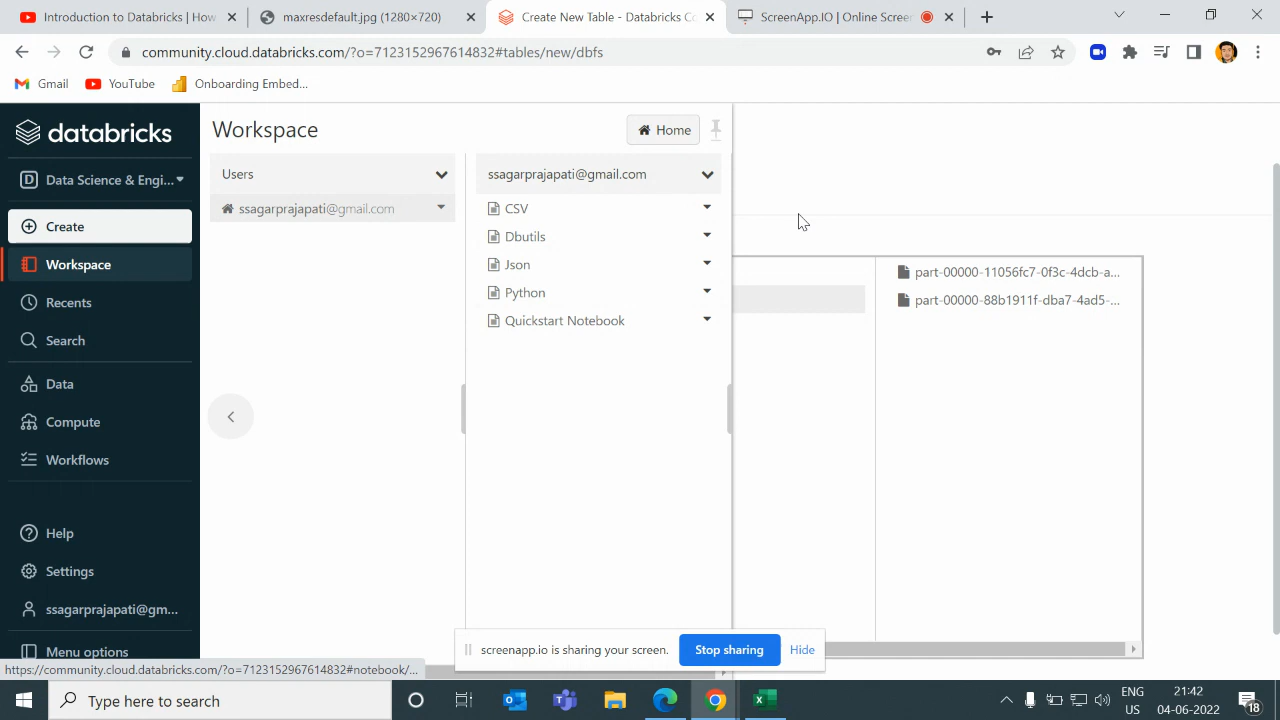 Introduction to Databricks | How
maxresdefault.jpg (1280×720)
Create New Table - Databricks Co
ScreenApp.IO | Online Screen
community.cloud.databricks.com/?o=7123152967614832#tables/new/dbfs
Gmail
YouTube
Onboarding Embed...
databricks
D
Data Science & Engi...
Create
Workspace
Recents
Search
Data
Compute
Workflows
Help
Settings
ssagarprajapati@gm...
Menu options
Workspace
Home
Users
ssagarprajapati@gmail.com
ssagarprajapati@gmail.com
CSV
Dbutils
Json
Python
Quickstart Notebook
part-00000-11056fc7-0f3c-4dcb-a...
part-00000-88b1911f-dba7-4ad5-...
screenapp.io is sharing your screen.
Stop sharing
Hide
https://community.cloud.databricks.com/?o=7123152967614832#notebook/...
Type here to search
ENG
US
21:42
04-06-2022
18